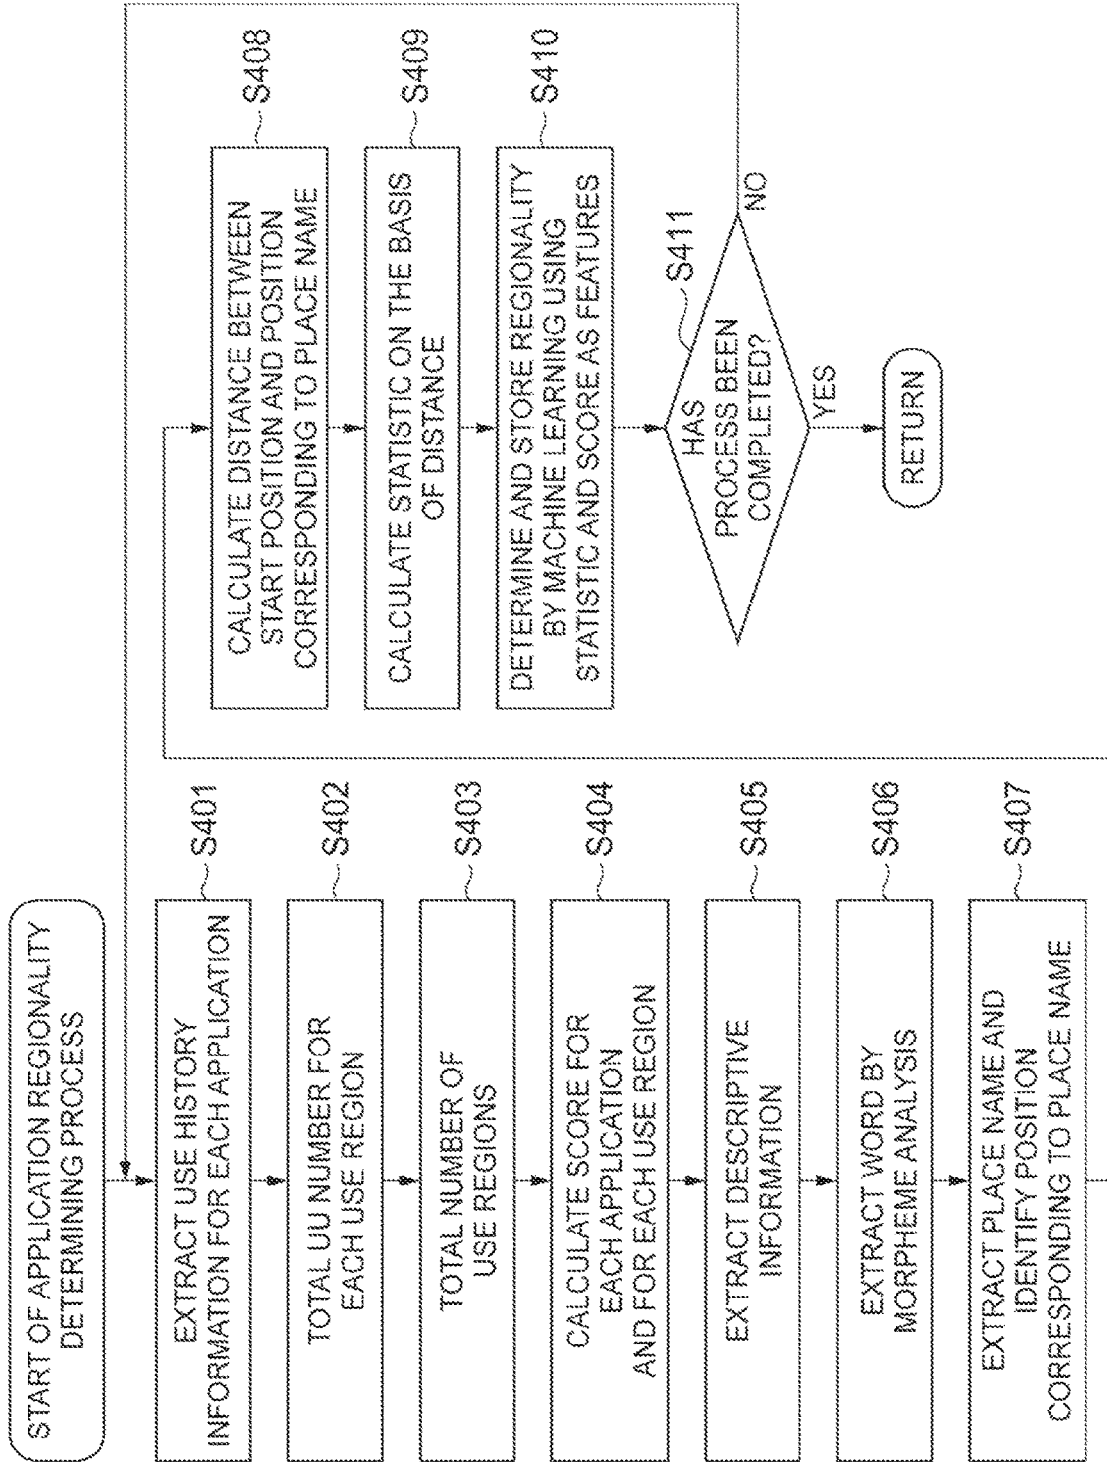 START OF APPLICATION REGIONALITY
DETERMINING PROCESS
EXTRACT USE HISTORY
INFORMATION FOR EACH APPLICATION
S401
TOTAL UU NUMBER FOR
EACH USE REGION
S402
TOTAL NUMBER OF
USE REGIONS
S403
CALCULATE SCORE FOR
EACH APPLICATION
AND FOR EACH USE REGION
S404
EXTRACT DESCRIPTIVE
INFORMATION
S405
EXTRACT WORD BY
MORPHEME ANALYSIS
S406
EXTRACT PLACE NAME AND
IDENTIFY POSITION
CORRESPONDING TO PLACE NAME
S407
CALCULATE DISTANCE BETWEEN
START POSITION AND POSITION
CORRESPONDING TO PLACE NAME
S408
CALCULATE STATISTIC ON THE BASIS
OF DISTANCE
S409
DETERMINE AND STORE REGIONALITY
BY MACHINE LEARNING USING
STATISTIC AND SCORE AS FEATURES
S410
HAS
PROCESS BEEN
COMPLETED?
S411
NO
YES
RETURN